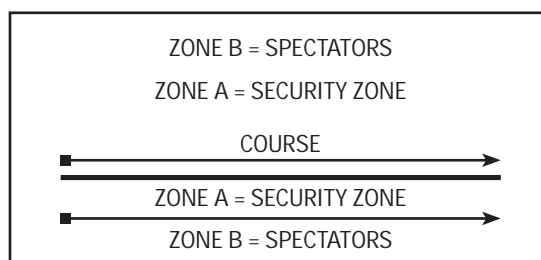 ZONE B = SPECTATORS
ZONE A = SECURITY ZONE
COURSE
ZONE A = SECURITY ZONE
ZONE B = SPECTATORS